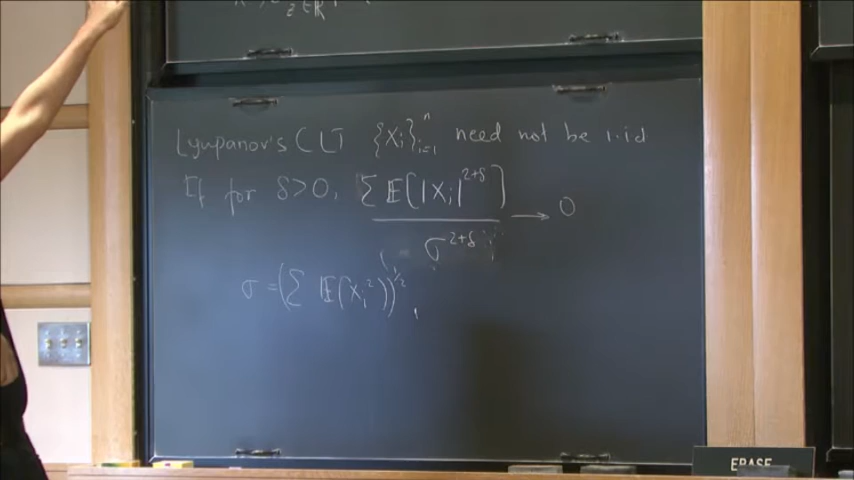 z∈ℝ
Lyupanov's CLT {Xi}ⁿᵢ₌₁ need not be i.id
If for δ>0, Σ 𝔼(|Xi|^{2+δ}) / σ^{2+δ} → 0
σ = (Σ 𝔼(Xi²))^{1/2}
ERASE